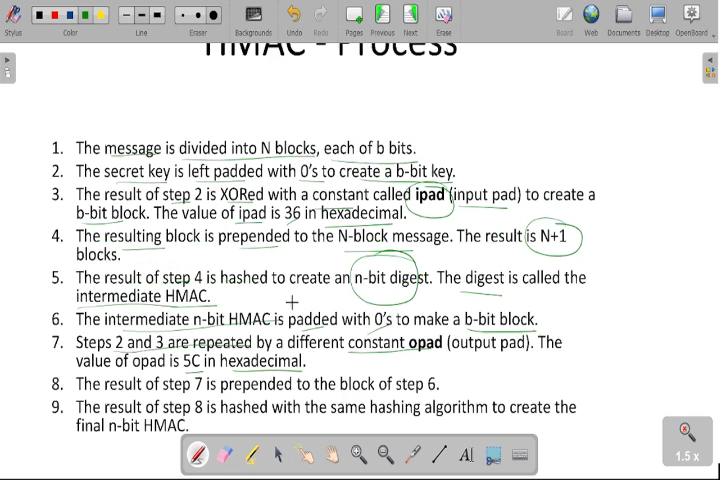 Stylus Color Line Eraser Backgrounds Undo Redo Pages Previous Next Erase Board Web Documents Desktop OpenBoard
HMAC - Process
1. The message is divided into N blocks, each of b bits.
2. The secret key is left padded with 0's to create a b-bit key.
3. The result of step 2 is XORed with a constant called ipad (input pad) to create a
b-bit block. The value of ipad is 36 in hexadecimal.
4. The resulting block is prepended to the N-block message. The result is N+1
blocks.
5. The result of step 4 is hashed to create an n-bit digest. The digest is called the
intermediate HMAC.
6. The intermediate n-bit HMAC is padded with 0's to make a b-bit block.
7. Steps 2 and 3 are repeated by a different constant opad (output pad). The
value of opad is 5C in hexadecimal.
8. The result of step 7 is prepended to the block of step 6.
9. The result of step 8 is hashed with the same hashing algorithm to create the
final n-bit HMAC.
AI
1.5 x